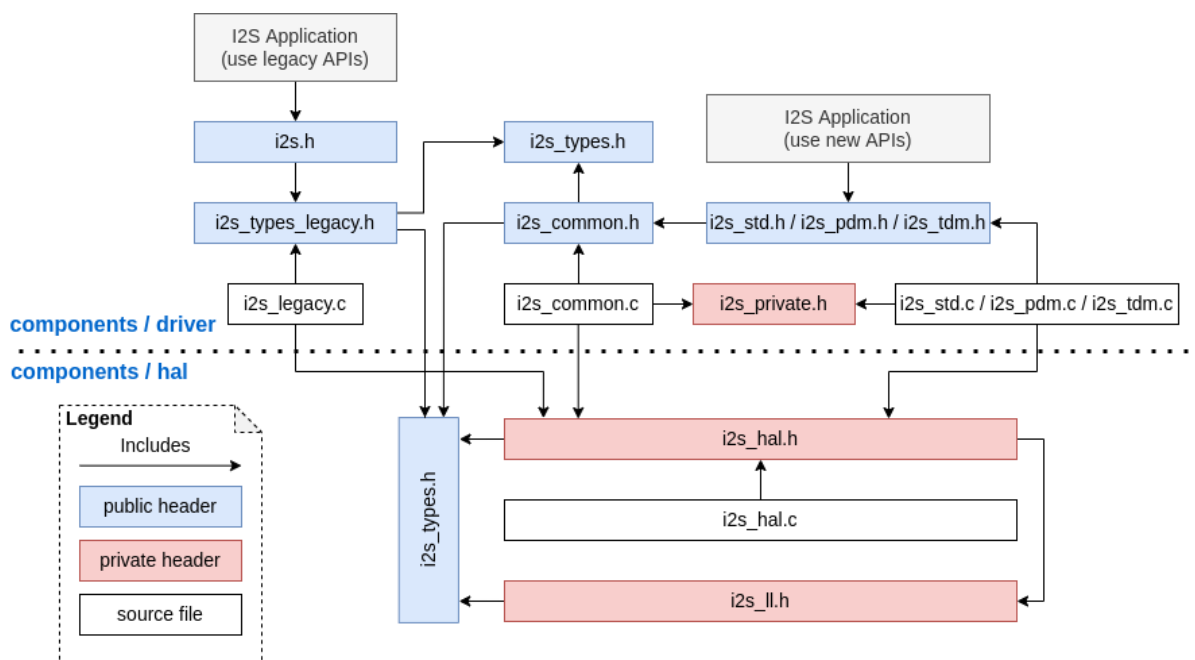 I2S Application
(use legacy APIs)
i2s.h
i2s_types.h
I2S Application
(use new APIs)
i2s_types_legacy.h
i2s_common.h
i2s_std.h / i2s_pdm.h / i2s_tdm.h
i2s_legacy.c
i2s_common.c
i2s_private.h
i2s_std.c / i2s_pdm.c / i2s_tdm.c
components / driver
components / hal
Legend
Includes
public header
private header
source file
i2s_types.h
i2s_hal.h
i2s_hal.c
i2s_ll.h